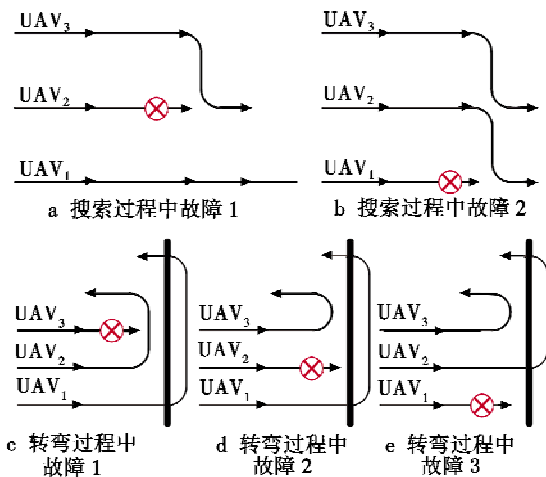 UAV₃
UAV₂
UAV₁
a 搜索过程中故障 1
UAV₃
UAV₂
UAV₁
b 搜索过程中故障 2
UAV₃
UAV₂
UAV₁
c 转弯过程中
故障 1
UAV₃
UAV₂
UAV₁
d 转弯过程中
故障 2
UAV₃
UAV₂
UAV₁
e 转弯过程中
故障 3